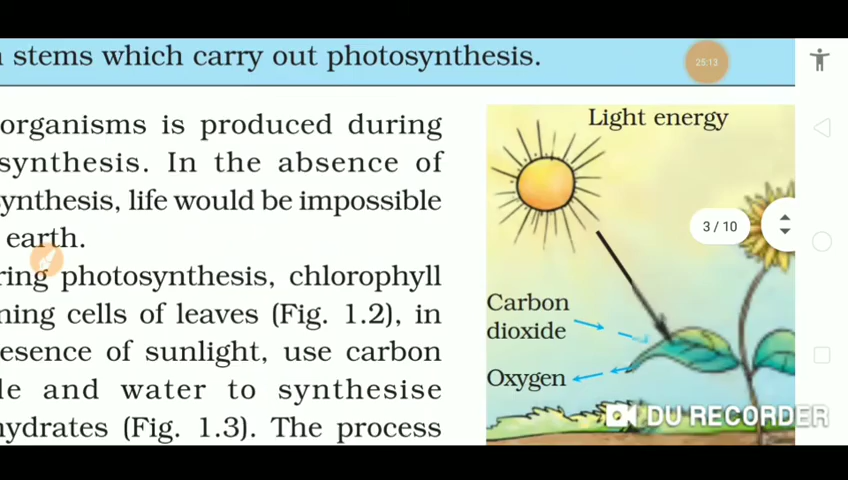 stems which carry out photosynthesis.
25:13
organisms is produced during
synthesis. In the absence of
synthesis, life would be impossible
earth.
ring photosynthesis, chlorophyll
ning cells of leaves (Fig. 1.2), in
esence of sunlight, use carbon
le and water to synthesise
hydrates (Fig. 1.3). The process
Light energy
3 / 10
Carbon
dioxide
Oxygen
DU RECORDER